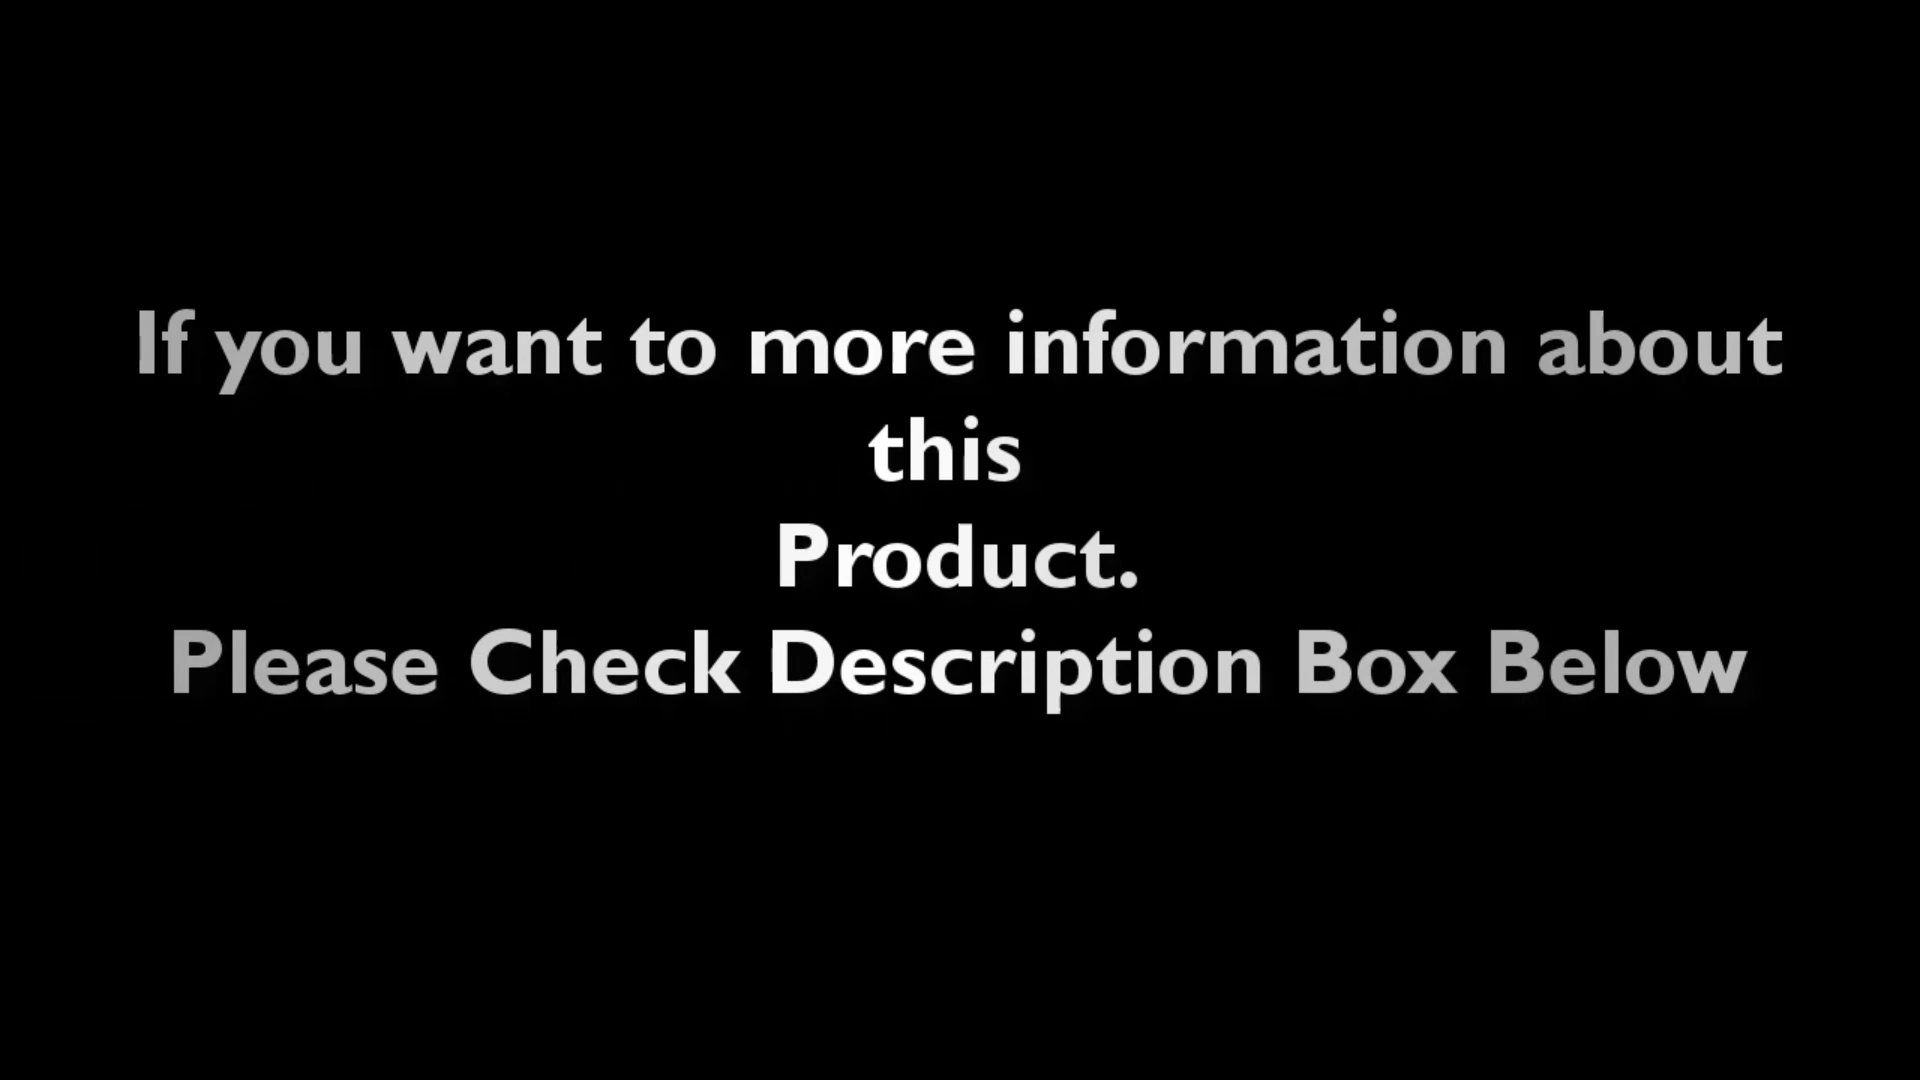 If you want to more information about
this
Product.
Please Check Description Box Below